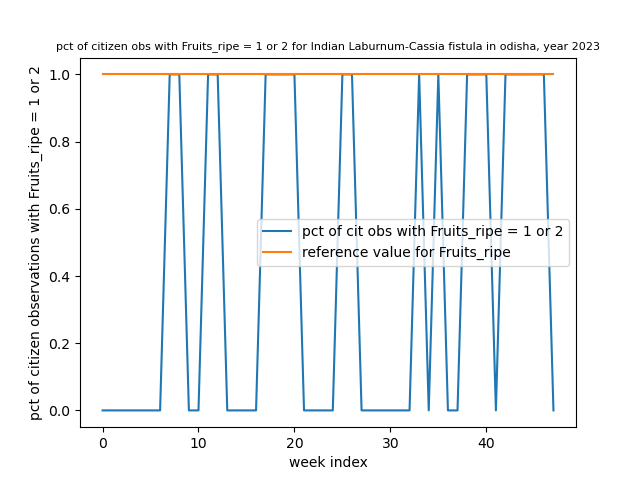 pct of citizen obs with Fruits_ripe = 1 or 2 for Indian Laburnum-Cassia fistula in odisha, year 2023
pct of citizen observations with Fruits_ripe = 1 or 2
1.0
0.8
0.6
0.4
0.2
0.0
pct of cit obs with Fruits_ripe = 1 or 2
reference value for Fruits_ripe
0 10 20 30 40
week index